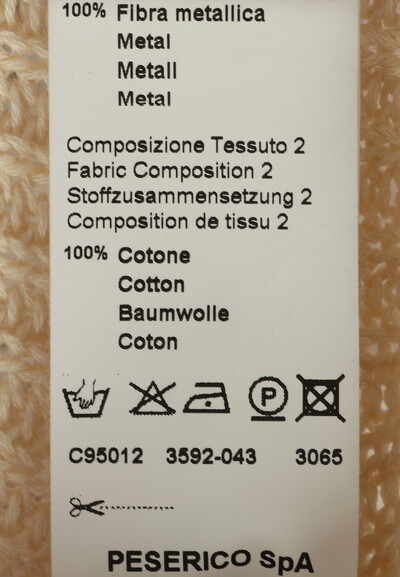 100% Fibra metallica
Metal
Metall
Metal
Composizione Tessuto 2
Fabric Composition 2
Stoffzusammensetzung 2
Composition de tissu 2
100% Cotone
Cotton
Baumwolle
Coton
P
C95012 3592-043 3065
PESERICO SpA